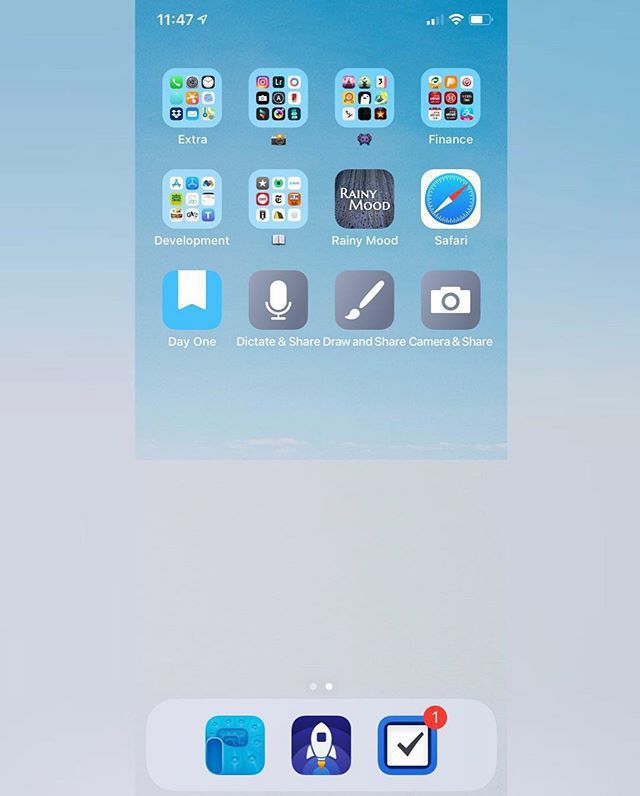 11:47
Extra
Finance
Development
RAINY
MOOD
Rainy Mood
Safari
Day One
Dictate & Share
Draw and Share
Camera & Share
1